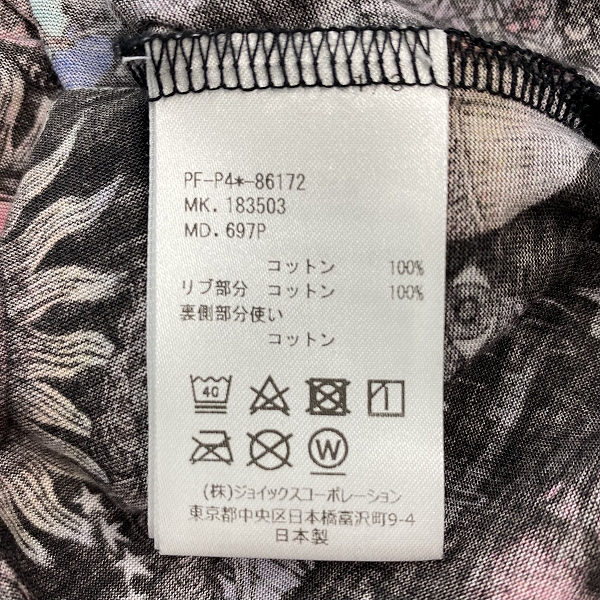 PF-P4*-86172
MK. 183503
MD. 697P
コットン 100%
リブ部分 コットン 100%
裏側部分使い
コットン
40
W
(株)ジョイックスコーポレーション
東京都中央区日本橋富沢町9-4
日本製